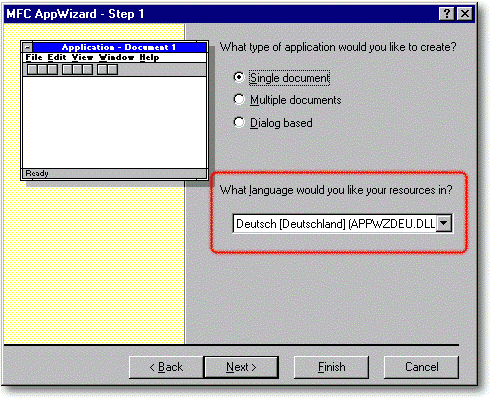 MFC AppWizard - Step 1
Application - Document 1
File Edit View Window Help
Ready
What type of application would you like to create?
Single document
Multiple documents
Dialog based
What language would you like your resources in?
Deutsch [Deutschland] (APPWZDEU.DLL
< Back
Next >
Finish
Cancel